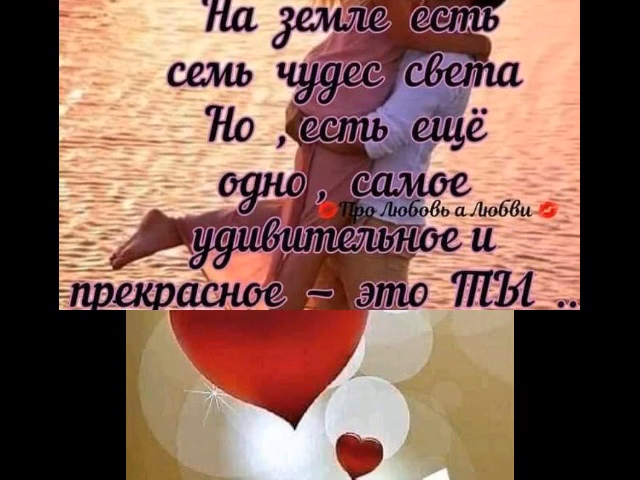 На земле есть
семь чудес света
Но , есть ещё
одно , самое
Про Любовь а Любви
удивительное и
прекрасное – это ТЫ ..